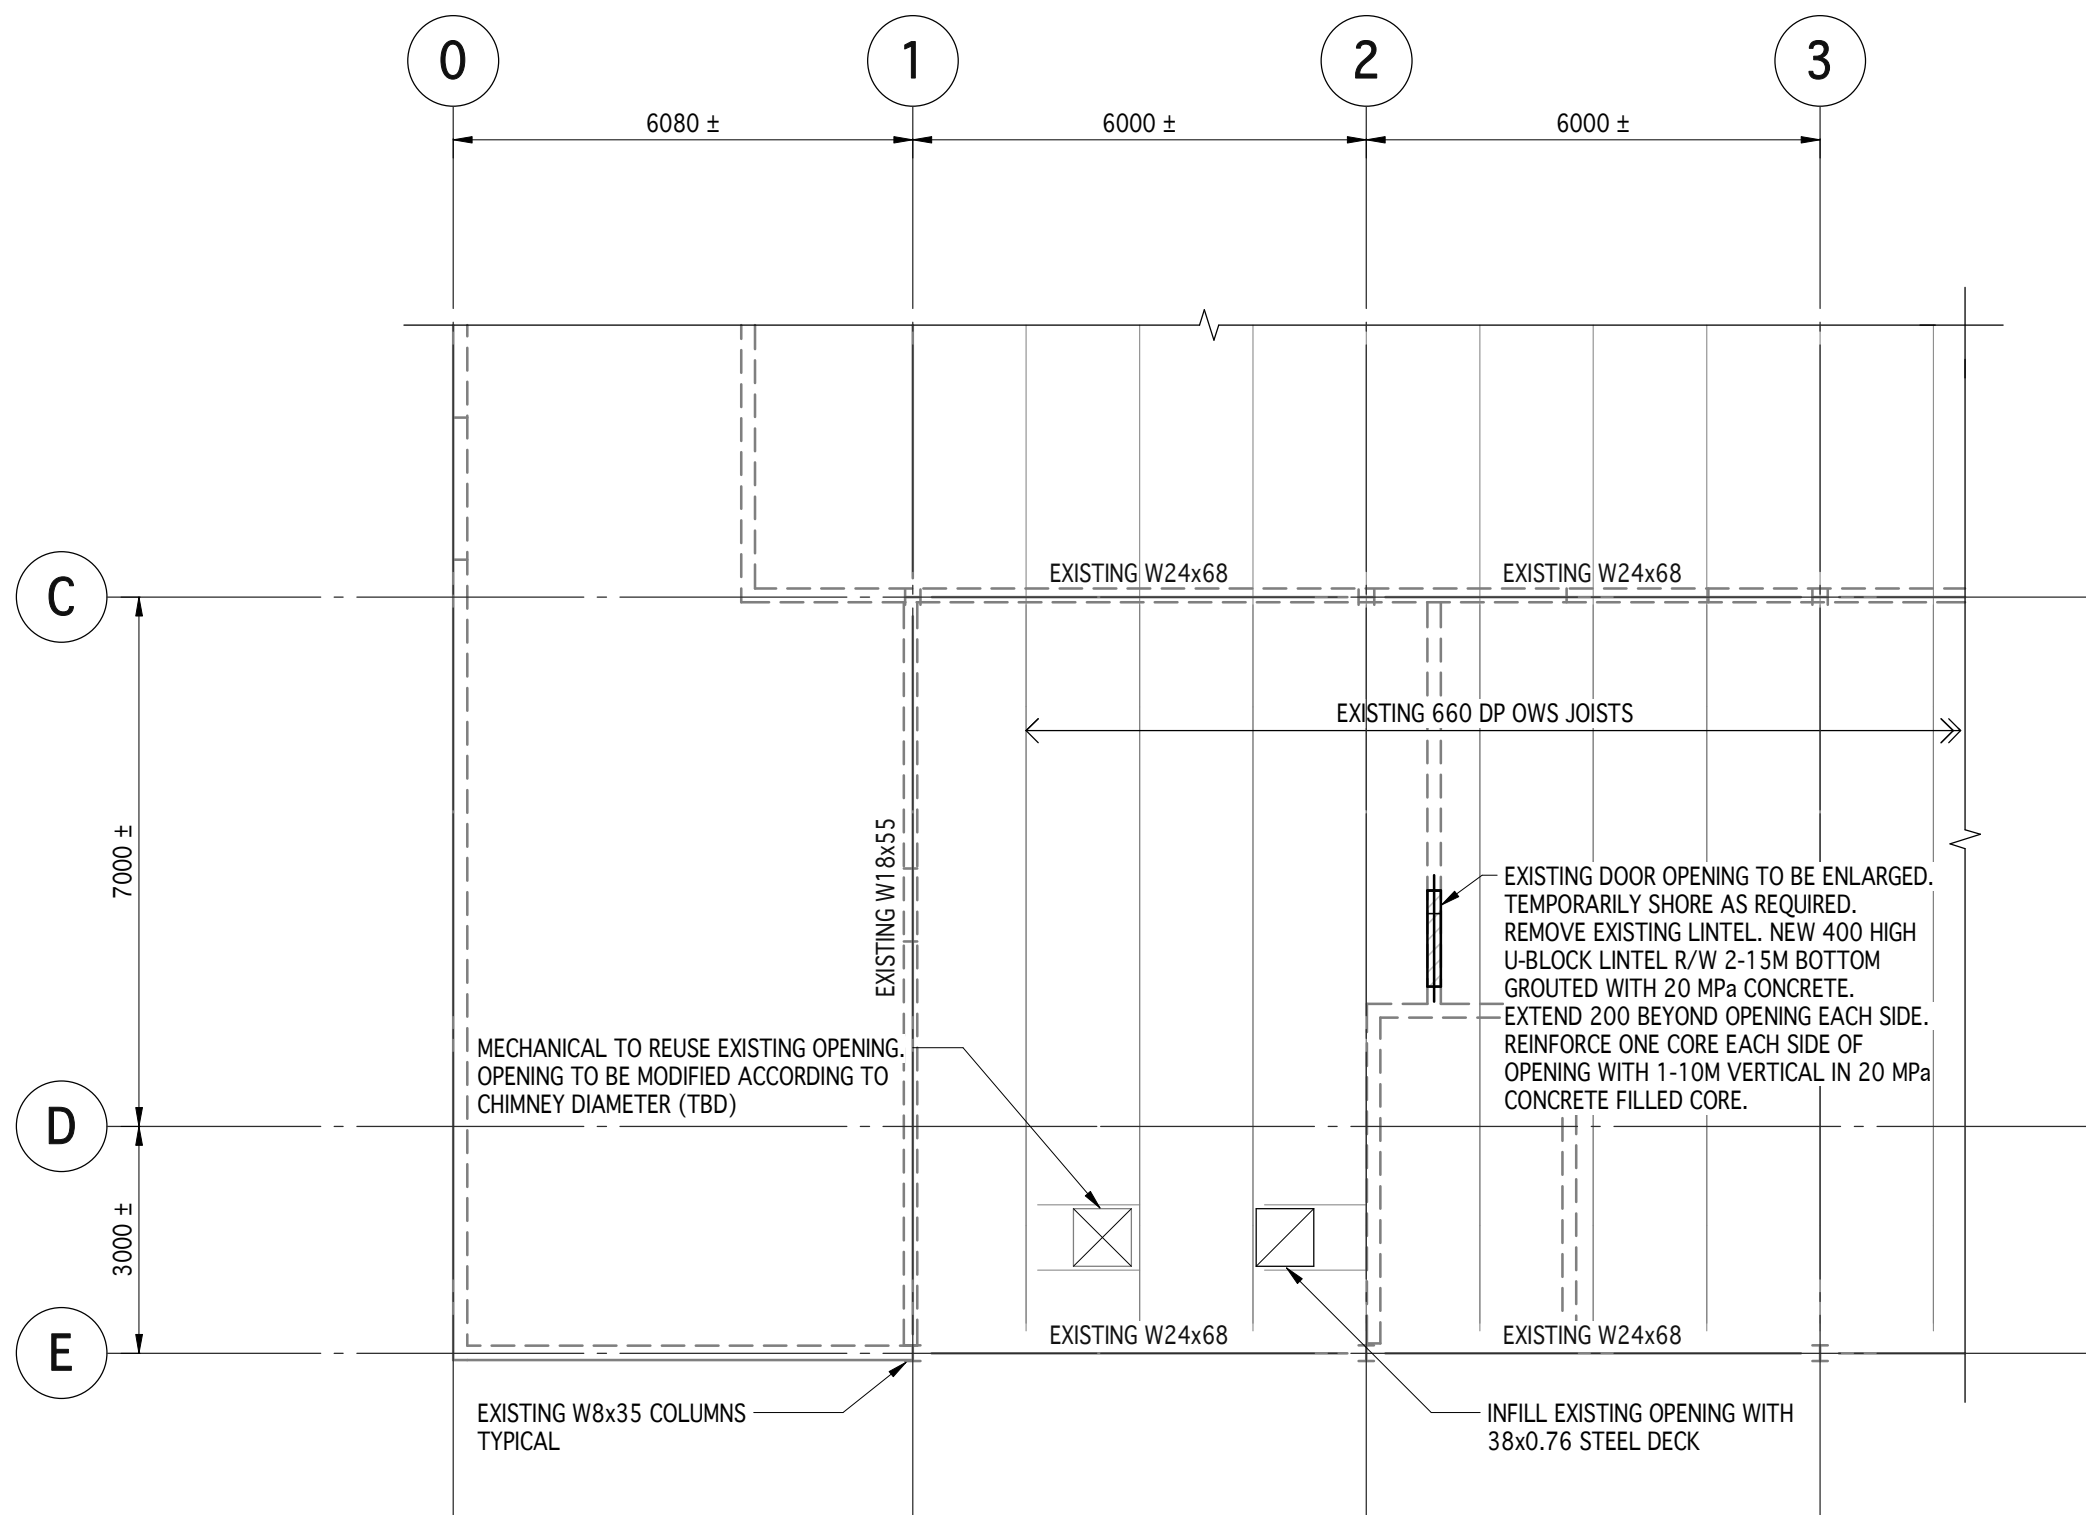 0
1
2
3
6080 ±
6000 ±
6000 ±
C
EXISTING W24x68
EXISTING W24x68
EXISTING 660 DP OWS JOISTS
7000 ±
EXISTING W18x55
EXISTING DOOR OPENING TO BE ENLARGED.
TEMPORARILY SHORE AS REQUIRED.
REMOVE EXISTING LINTEL. NEW 400 HIGH
U-BLOCK LINTEL R/W 2-15M BOTTOM
GROUTED WITH 20 MPa CONCRETE.
EXTEND 200 BEYOND OPENING EACH SIDE.
REINFORCE ONE CORE EACH SIDE OF
OPENING WITH 1-10M VERTICAL IN 20 MPa
CONCRETE FILLED CORE.
MECHANICAL TO REUSE EXISTING OPENING.
OPENING TO BE MODIFIED ACCORDING TO
CHIMNEY DIAMETER (TBD)
D
3000 ±
EXISTING W24x68
EXISTING W24x68
E
EXISTING W8x35 COLUMNS
TYPICAL
INFILL EXISTING OPENING WITH
38x0.76 STEEL DECK